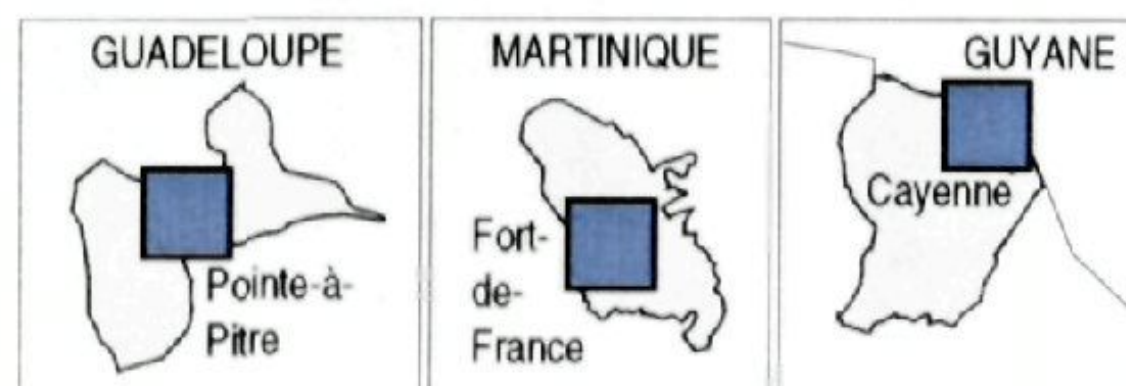 GUADELOUPE
Pointe-à-
Pitre
MARTINIQUE
Fort-
de-
France
GUYANE
Cayenne